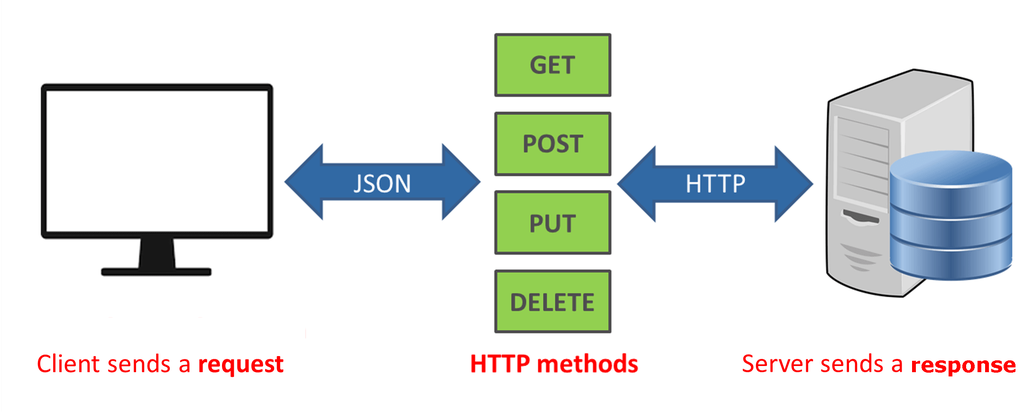 GET
POST
JSON
HTTP
PUT
DELETE
Client sends a request
HTTP methods
Server sends a response